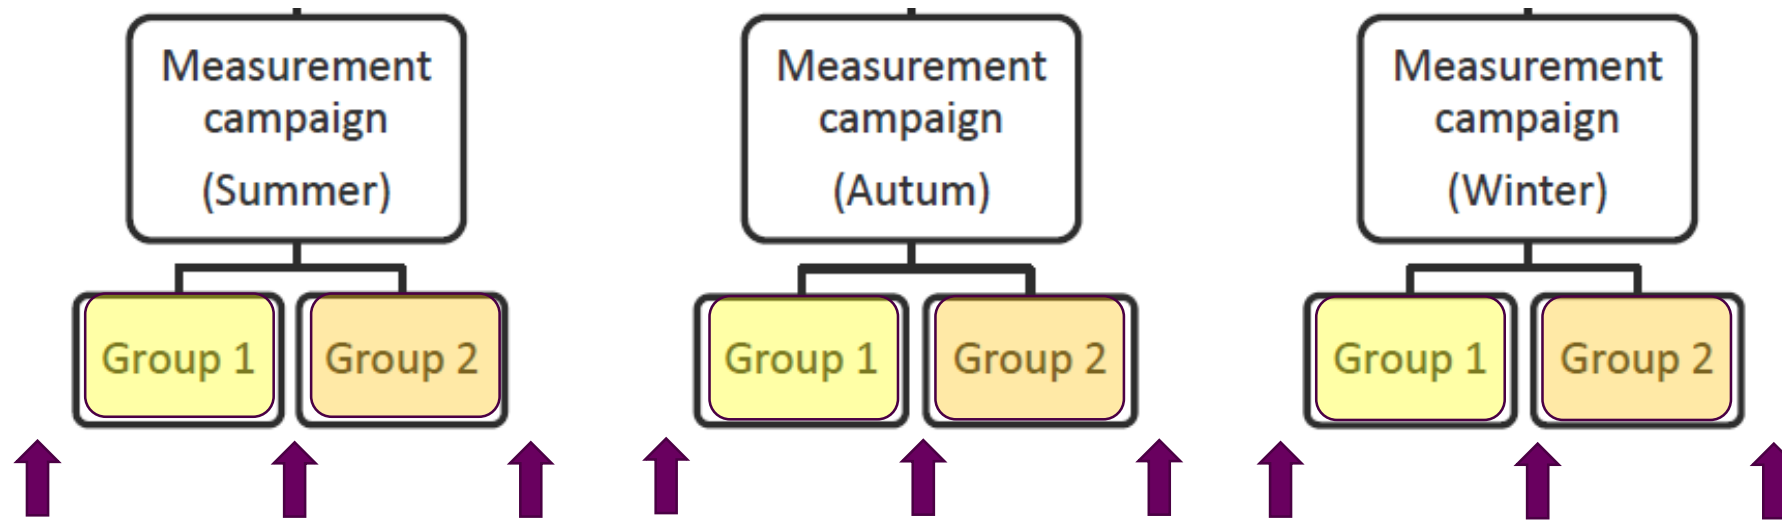 Measurement
campaign
(Summer)
Group 1
Group 2
Measurement
campaign
(Autum)
Group 1
Group 2
Measurement
campaign
(Winter)
Group 1
Group 2